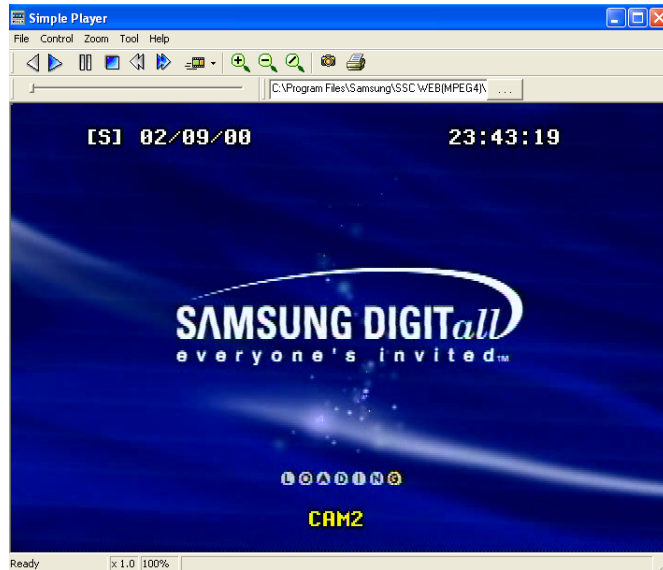 Simple Player
File Control Zoom Tool Help
C:\Program Files\Samsung\SSC WEB(MPEG4)\ ...
[S] 02/09/00 23:43:19
SAMSUNG DIGITall
everyone's invited™
LOADING
CAM2
Ready x 1.0 100%